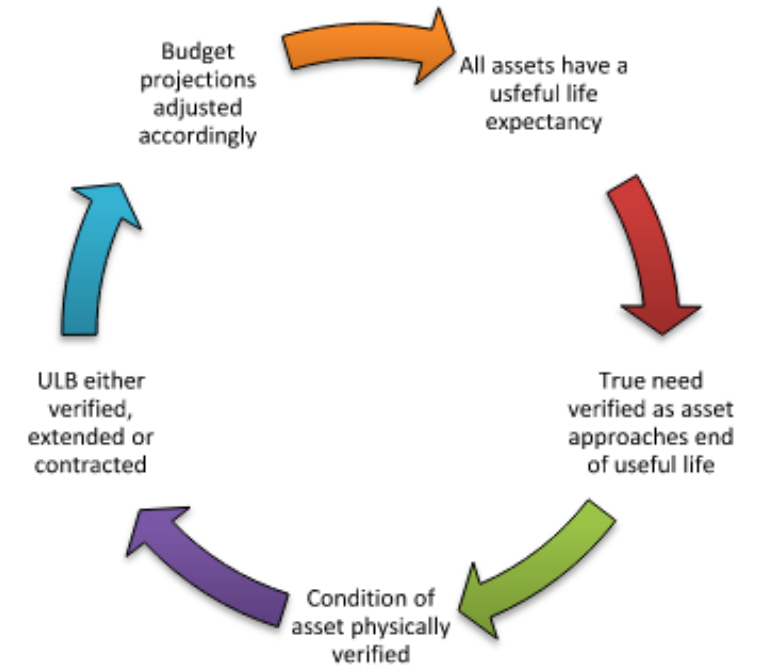 Budget
projections
adjusted
accordingly
All assets have a
usfeful life
expectancy
True need
verified as asset
approaches end
of useful life
Condition of
asset physically
verified
ULB either
verified,
extended or
contracted